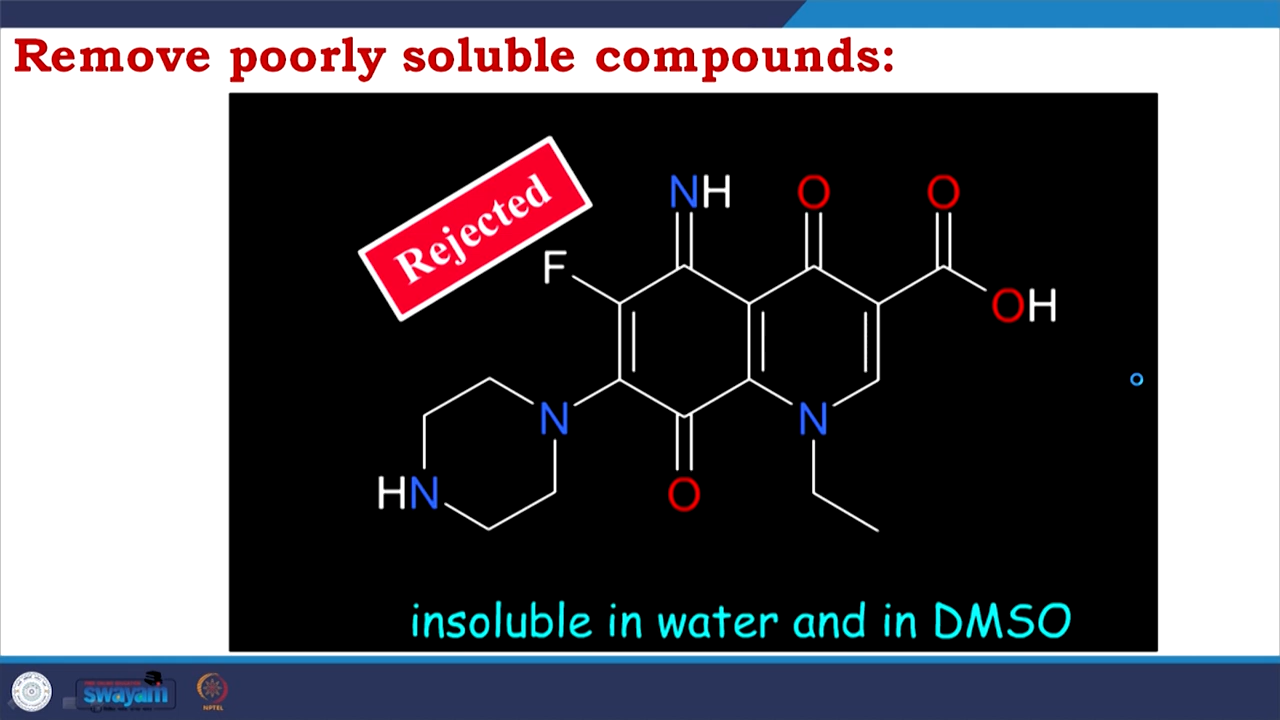 Remove poorly soluble compounds:
Rejected
NH
O
O
F
OH
N
N
HN
O
insoluble in water and in DMSO
swayam
NPTEL